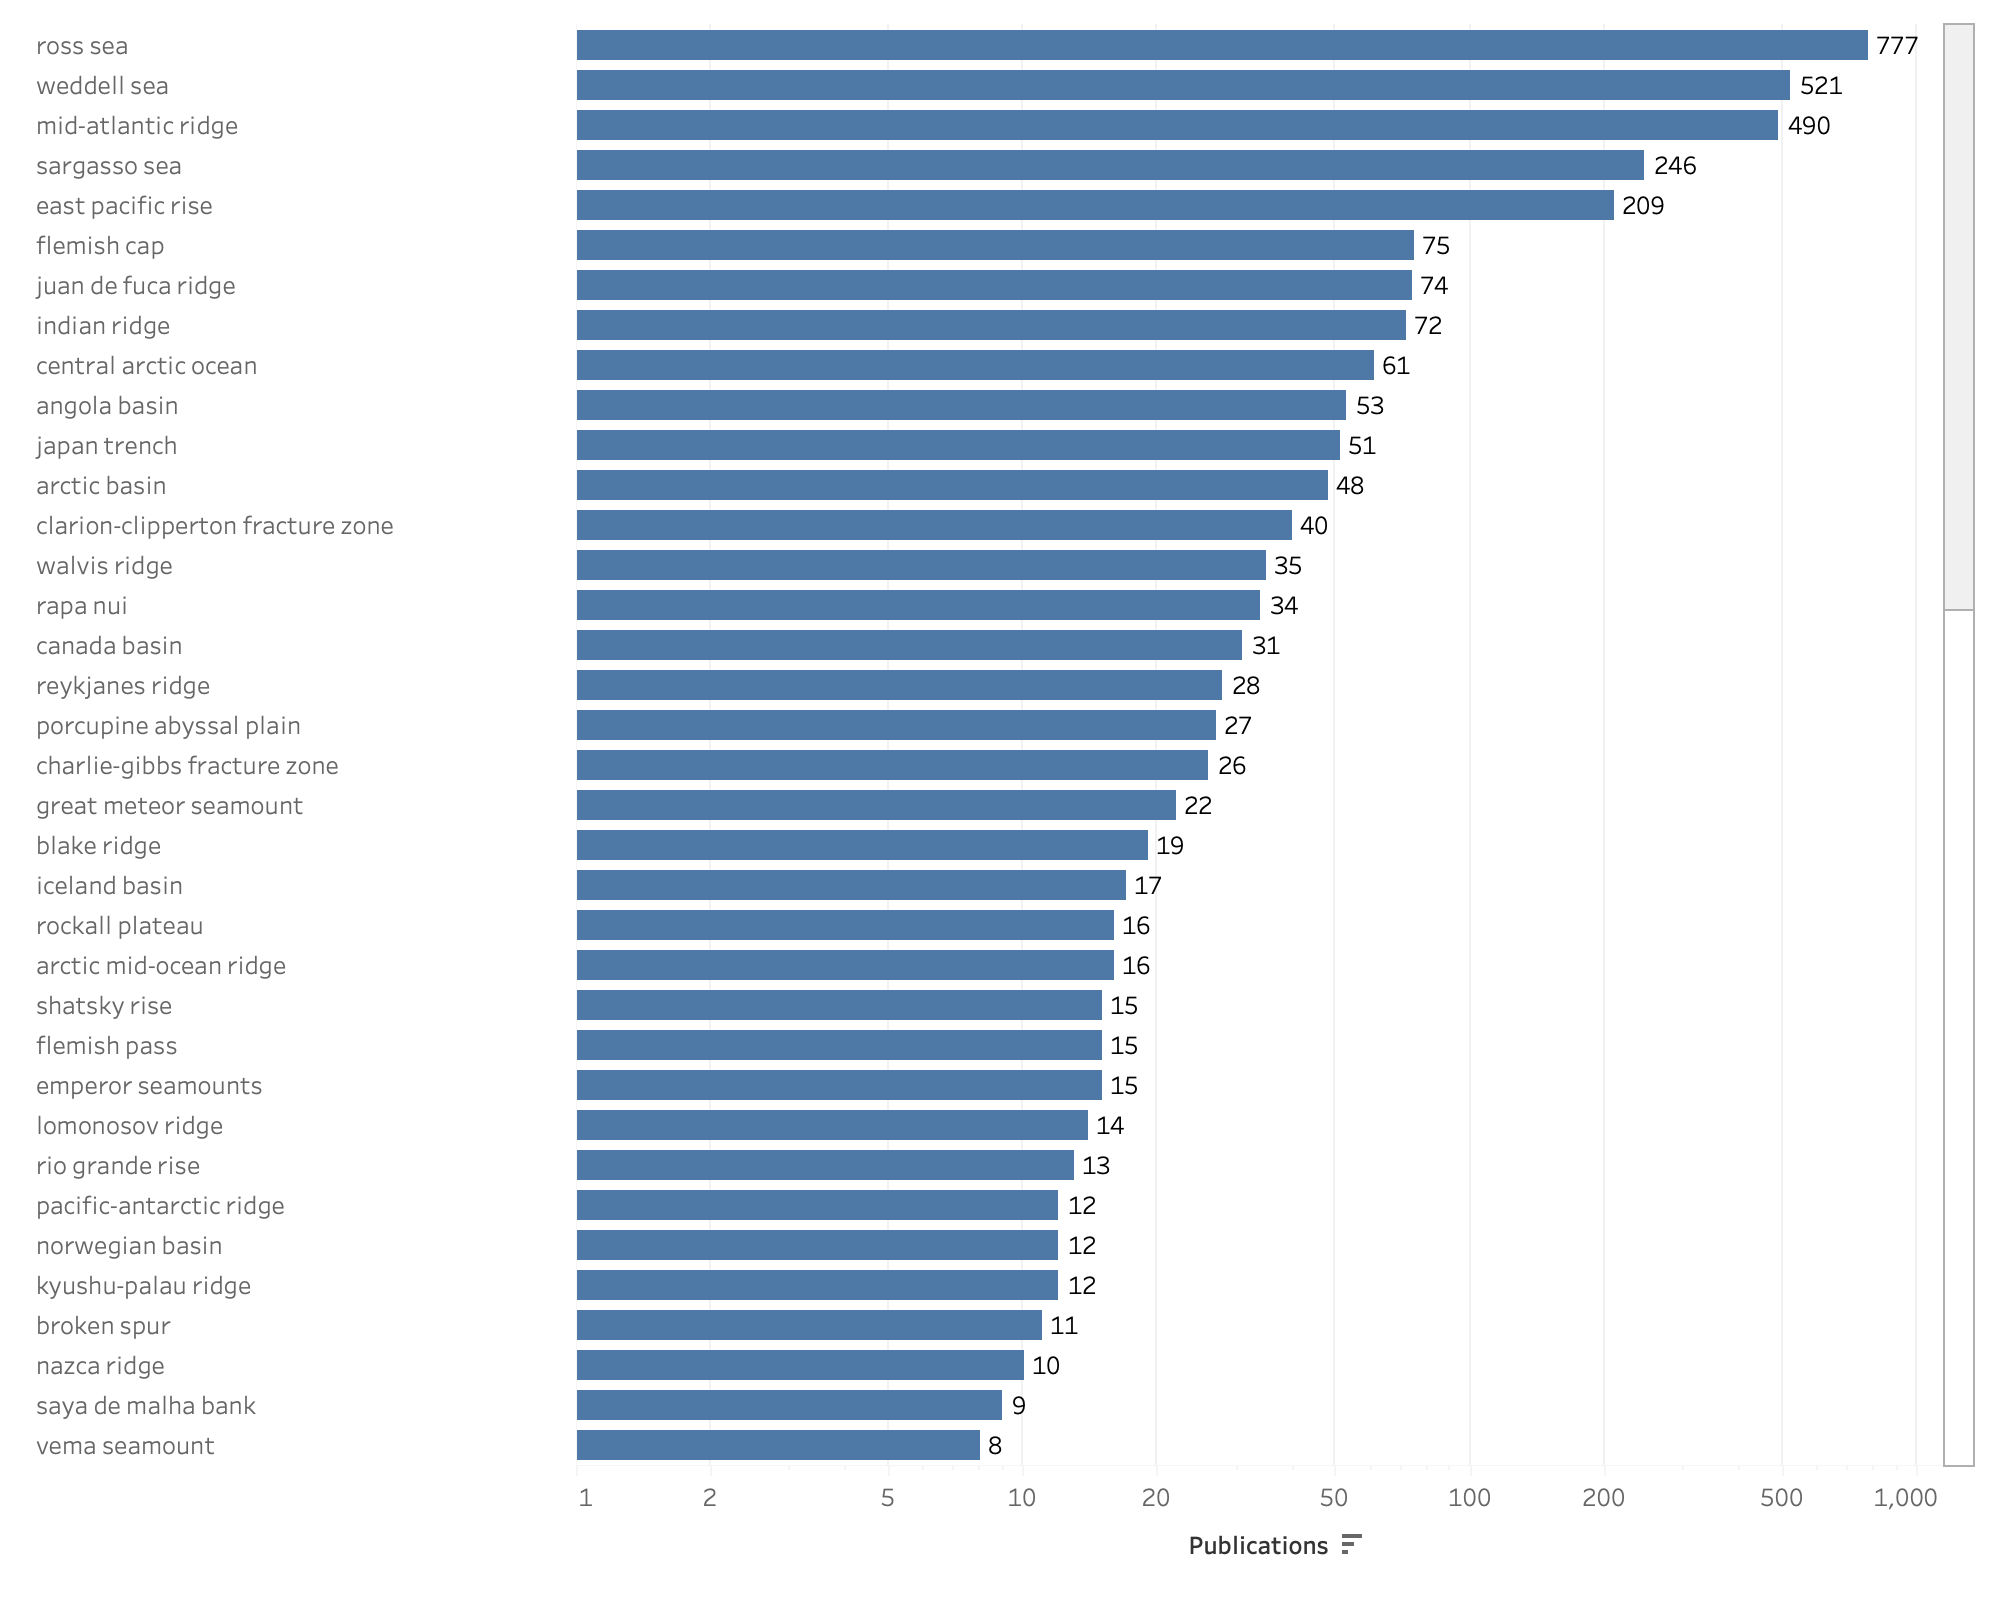 ross sea 777
weddell sea 521
mid-atlantic ridge 490
sargasso sea 246
east pacific rise 209
flemish cap 75
juan de fuca ridge 74
indian ridge 72
central arctic ocean 61
angola basin 53
japan trench 51
arctic basin 48
clarion-clipperton fracture zone 40
walvis ridge 35
rapa nui 34
canada basin 31
reykjanes ridge 28
porcupine abyssal plain 27
charlie-gibbs fracture zone 26
great meteor seamount 22
blake ridge 19
iceland basin 17
rockall plateau 16
arctic mid-ocean ridge 16
shatsky rise 15
flemish pass 15
emperor seamounts 15
lomonosov ridge 14
rio grande rise 13
pacific-antarctic ridge 12
norwegian basin 12
kyushu-palau ridge 12
broken spur 11
nazca ridge 10
saya de malha bank 9
vema seamount 8
1 2 5 10 20 50 100 200 500 1,000
Publications